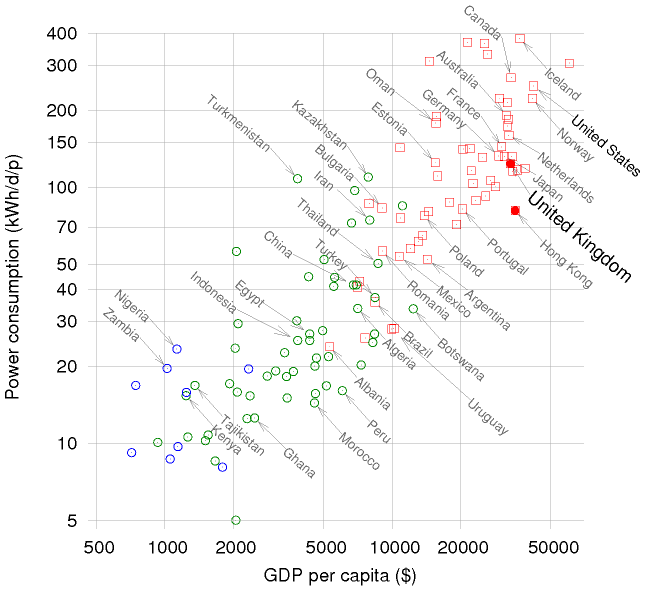 Power consumption (kWh/d/p)
400
300
200
150
100
70
50
40
30
20
10
5
Canada
Iceland
Australia
Oman
United States
France
Norway
Germany
Estonia
Kazakhstan
Turkmenistan
Bulgaria
Netherlands
Japan
Iran
United Kingdom
Thailand
Hong Kong
Portugal
Poland
China
Turkey
Argentina
Mexico
Romania
Indonesia
Egypt
Nigeria
Zambia
Botswana
Brazil
Algeria
Uruguay
Albania
Peru
Morocco
Tajikistan
Kenya
Ghana
500
1000
2000
5000
10000
20000
50000
GDP per capita ($)